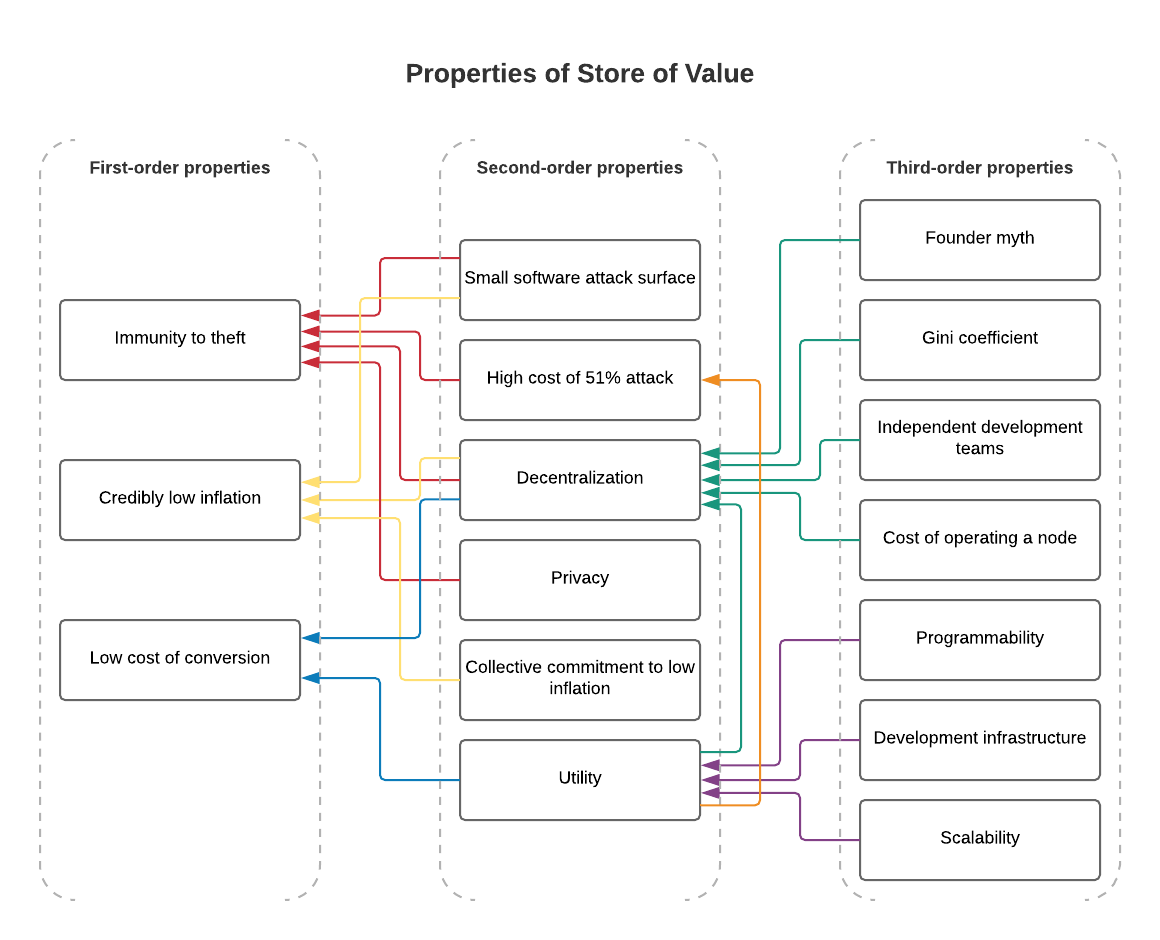 Properties of Store of Value
First-order properties
Immunity to theft
Credibly low inflation
Low cost of conversion
Second-order properties
Small software attack surface
High cost of 51% attack
Decentralization
Privacy
Collective commitment to low
inflation
Utility
Third-order properties
Founder myth
Gini coefficient
Independent development
teams
Cost of operating a node
Programmability
Development infrastructure
Scalability